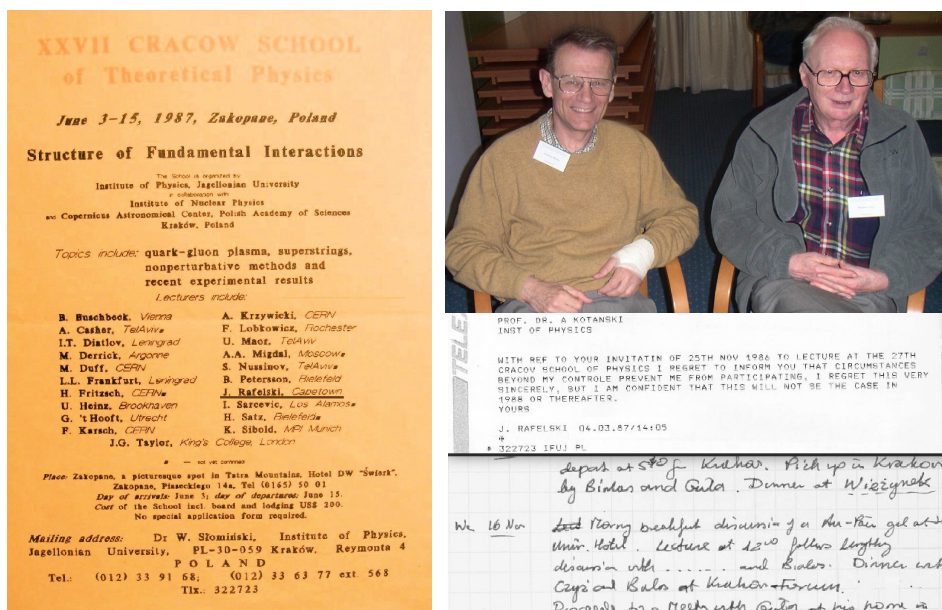 XXVII CRACOW SCHOOL
of Theoretical Physics
June 3-15, 1987, Zakopane, Poland
Structure of Fundamental Interactions
The School is organized by
Institute of Physics, Jagellonian University
in collaboration with
Institute of Nuclear Physics
and Copernicus Astronomical Center, Polish Academy of Sciences
Kraków, Poland
Topics include: quark-gluon plasma, superstrings,
nonperturbative methods and
recent experimental results
Lecturers include:
B. Buschbeck, Vienna
A. Casher, TelAviv*
I.T. Diatlov, Leningrad
M. Derrick, Argonne
M. Duff, CERN
L.L. Frankfurt, Leningrad
H. Fritzsch, CERN*
U. Heinz, Brookhaven
G. 't Hooft, Utrecht
F. Karsch, CERN
A. Krzywicki, CERN
F. Lobkowicz, Rochester
U. Maor, TelAviv
A.A. Migdal, Moscow*
S. Nussinov, TelAviv*
B. Petersson, Bielefeld
J. Rafelski, Capetown
I. Sarcevic, Los Alamos*
H. Satz, Bielefeld*
K. Sibold, MPI Munich
J.G. Taylor, King's College, London
* — not yet confirmed
Place: Zakopane, a picturesque spot in Tatra Mountains, Hotel DW "Świerk",
Zakopane, Piaseckiego 14a, Tel (0165) 50 01
Day of arrival: June 3; day of departure: June 15.
Cost of the School incl. board and lodging US$ 200.
No special application form required.
Mailing address: Dr W. Słomiński, Institute of Physics,
Jagellonian University, PL-30-059 Kraków, Reymonta 4
POLAND
Tel.: (012) 33 91 68; (012) 33 63 77 ext. 568
Tlx.: 322723
TELE
PROF. DR. A KOTANSKI
INST OF PHYSICS
WITH REF TO YOUR INVITATIN OF 25TH NOV 1986 TO LECTURE AT THE 27TH
CRACOV SCHOOL OF PHYSICS I REGRET TO INFORM YOU THAT CIRCUMSTANCES
BEYOND MY CONTROLE PREVENT ME FROM PARTICIPATING, I REGRET THIS VERY
SINCERELY, BUT I AM CONFIDENT THAT THIS WILL NOT BE THE CASE IN
1988 OR THEREAFTER.
YOURS
J. RAFELSKI 04.03.87/14:05
*
* 322723 IFUJ PL
depart at 5 for Krakow. Pick up in Krakow
by Bialas and Gula. Dinner at Wierzynek
We 16 Nov Morny breakfast discussion of a
Univ. Hotel. Lecture at 12 00 follows lengthy
discussion with ...... and Bialas. Dinner with
Czyż and Bialas at Krakow-Forum.